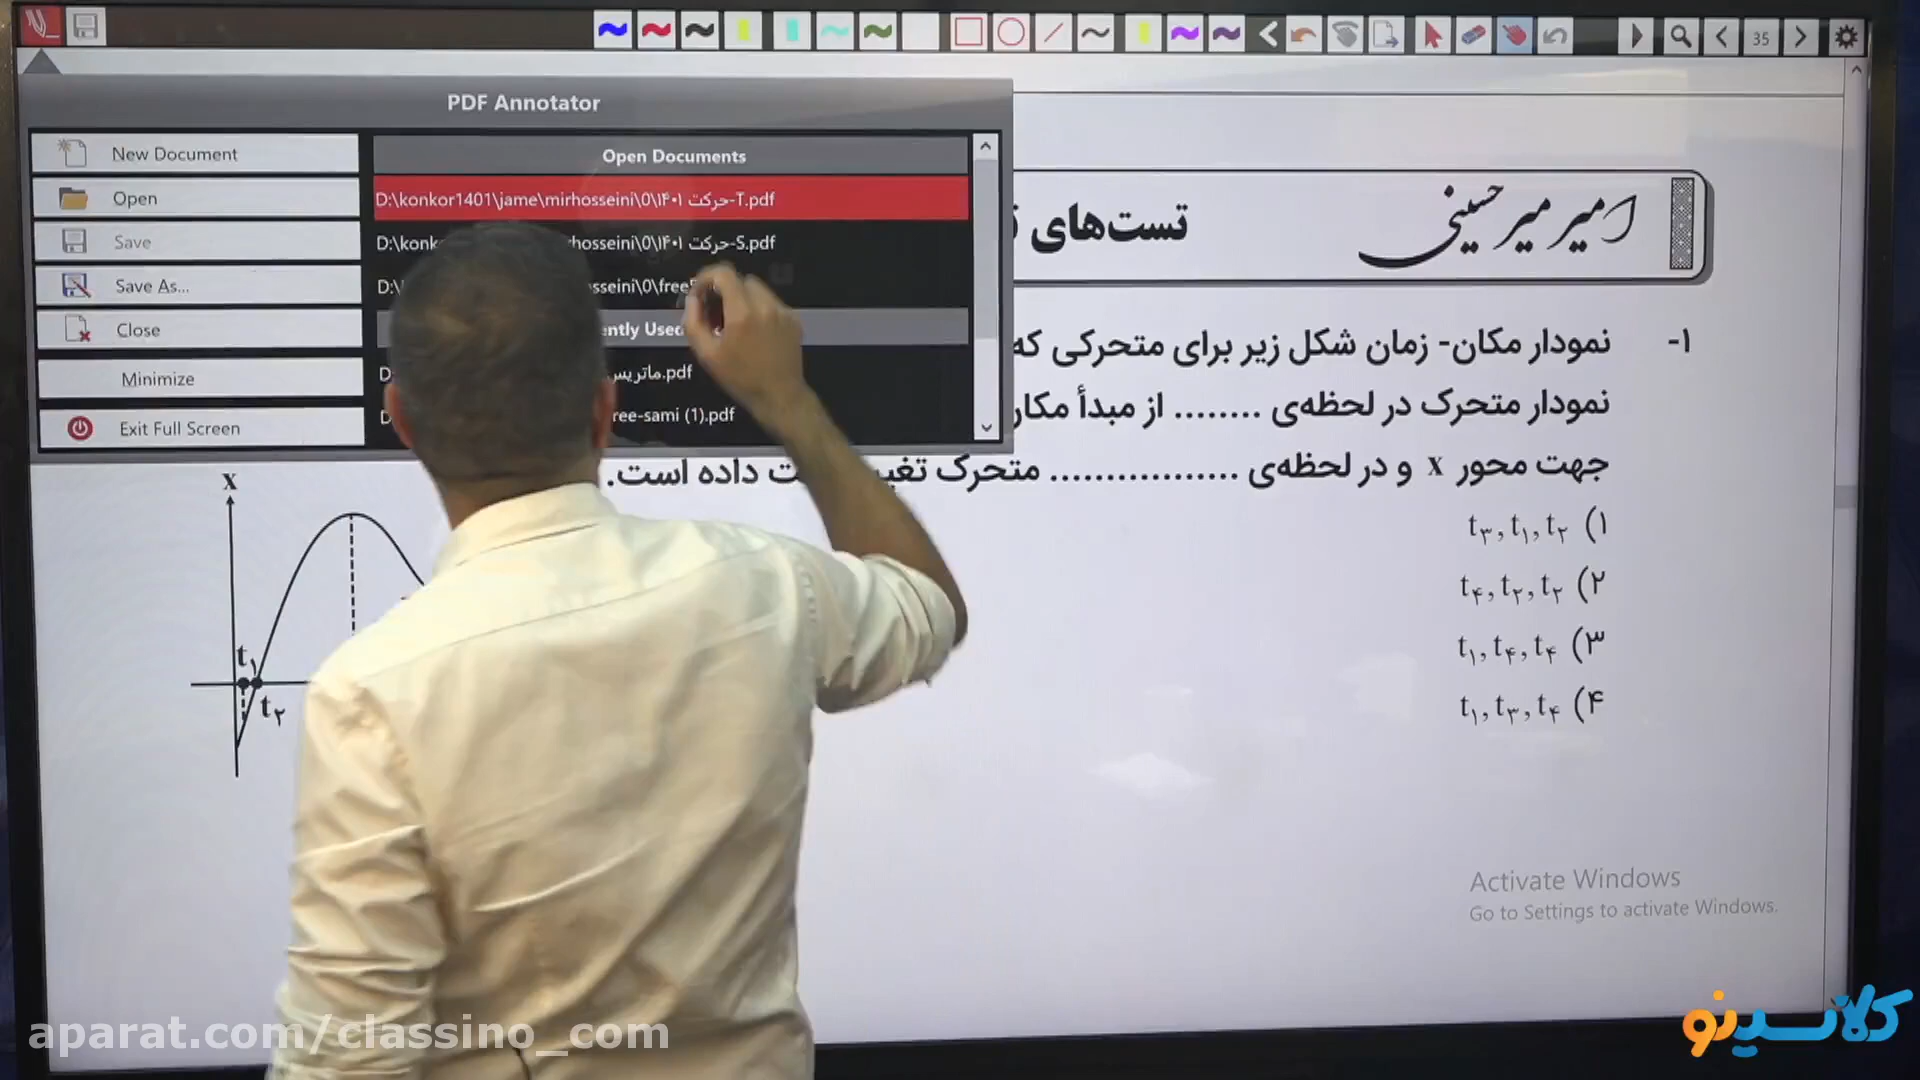 35
PDF Annotator
New Document
Open
Save
Save As...
Close
Minimize
Exit Full Screen
Open Documents
D:\konkor1401\jame\mirhosseini\0\۱۴۰۱ حرکت-T.pdf
hosseini\0\۱۴۰۱ حرکت-S.pdf
ماتریس.pdf
ree-sami (1).pdf
تست‌های
امیر میرحسینی
۱- نمودار مکان- زمان شکل زیر برای متحرکی که
نمودار متحرک در لحظه‌ی ........ از مبدأ مکان
جهت محور x و در لحظه‌ی ................. متحرک تغییر جهت داده است.
۱) t۳, t۱, t۲
۲) t۴, t۲, t۲
۳) t۱, t۴, t۴
۴) t۱, t۳, t۴
x
t۱
t۲
Activate Windows
Go to Settings to activate Windows.
aparat.com/classino_com
کلاسینو